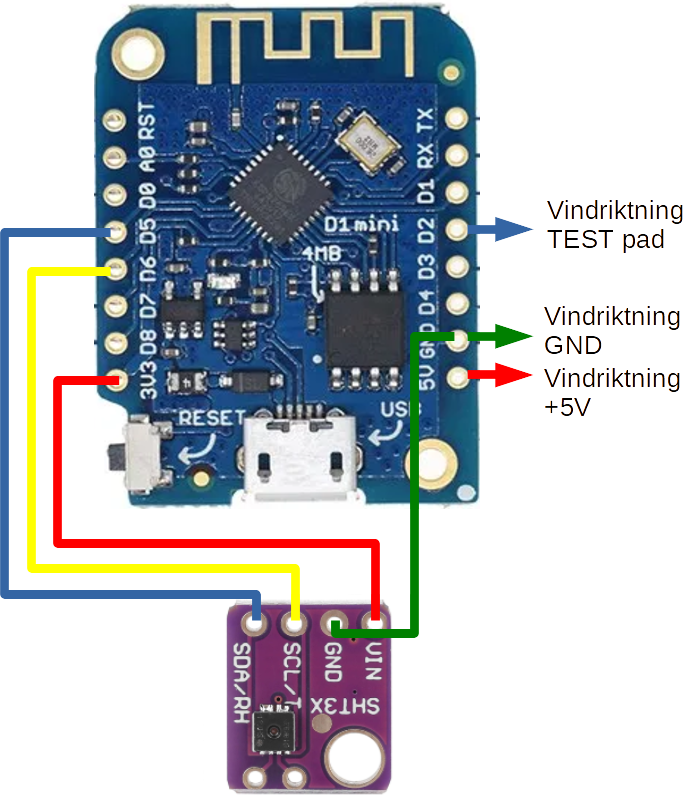 RST
A0
D0
D5
D6
D7
D8
3V3
TX
RX
D1
D2
D3
D4
GND
5V
D1 mini
4MB
RESET
USB
Vindriktning
TEST pad
Vindriktning
GND
Vindriktning
+5V
SDA/RH
SCL/T
GND
VIN
SHT3X